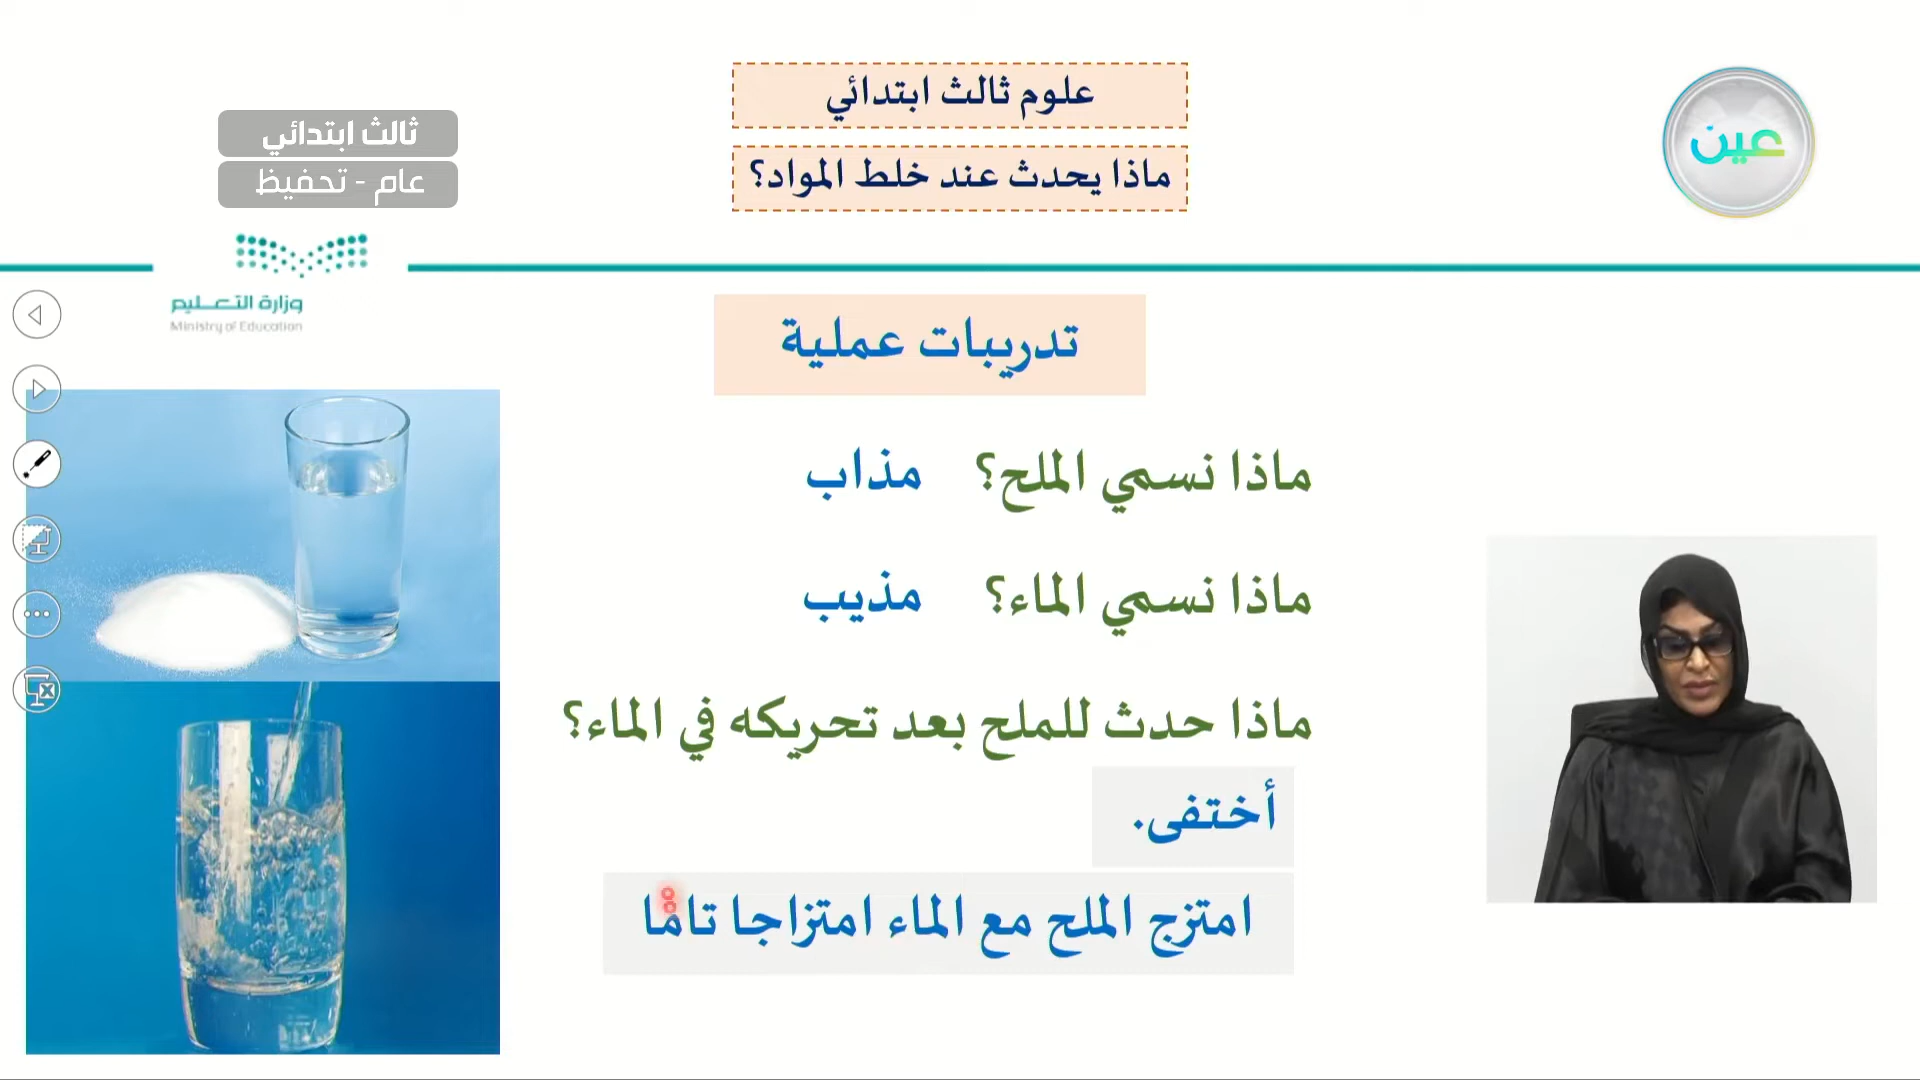 علوم ثالث ابتدائي
ماذا يحدث عند خلط المواد؟
عين
ثالث ابتدائي
عام - تحفيظ
وزارة التعليم
Ministry of Education
تدريبات عملية
ماذا نسمي الملح؟ مذاب
ماذا نسمي الماء؟ مذيب
ماذا حدث للملح بعد تحريكه في الماء؟
أختفى.
امتزج الملح مع الماء امتزاجا تامًا